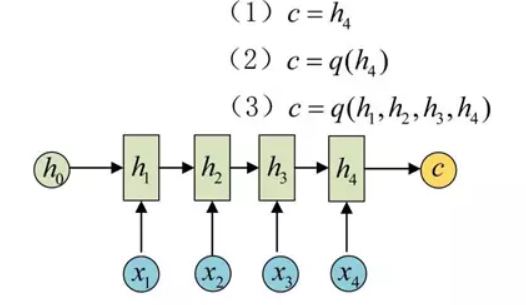 （1）c = h₄
（2）c = q(h₄)
（3）c = q(h₁,h₂,h₃,h₄)
h₀ h₁ h₂ h₃ h₄ c
x₁ x₂ x₃ x₄